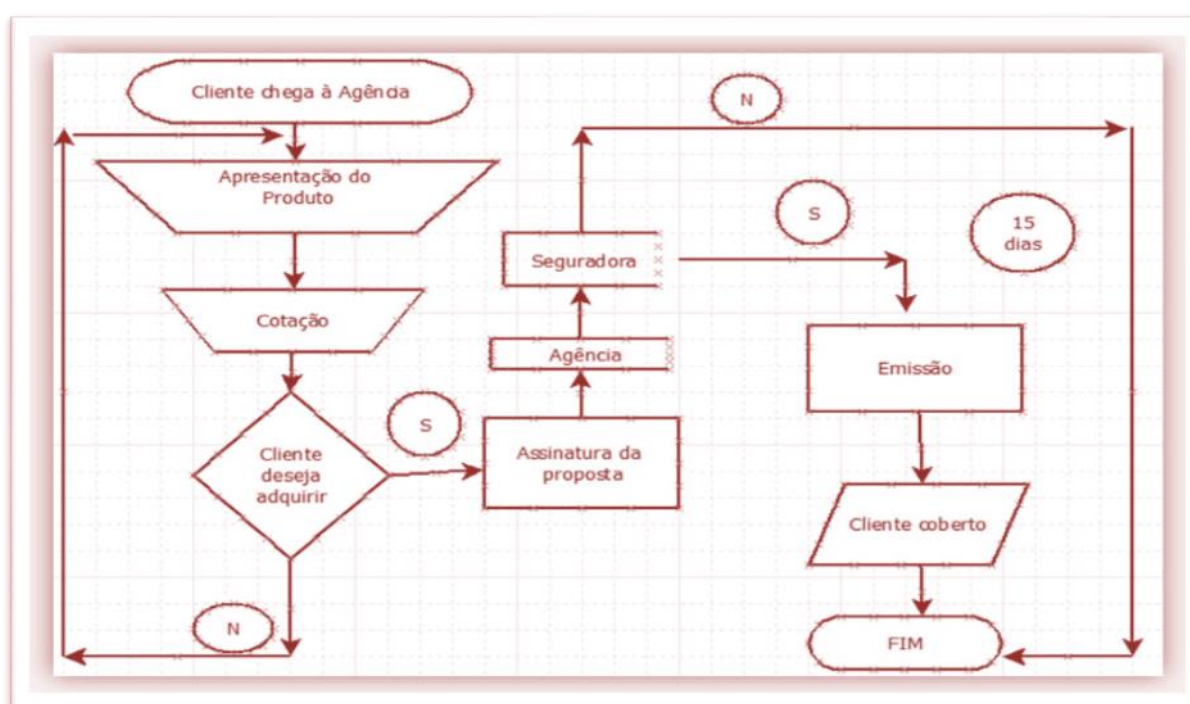 Cliente chega à Agência
Apresentação do
Produto
Cotação
Cliente
deseja
adquirir
N
S
Assinatura da
proposta
Agência
Seguradora
N
S
15
dias
Emissão
Cliente coberto
FIM